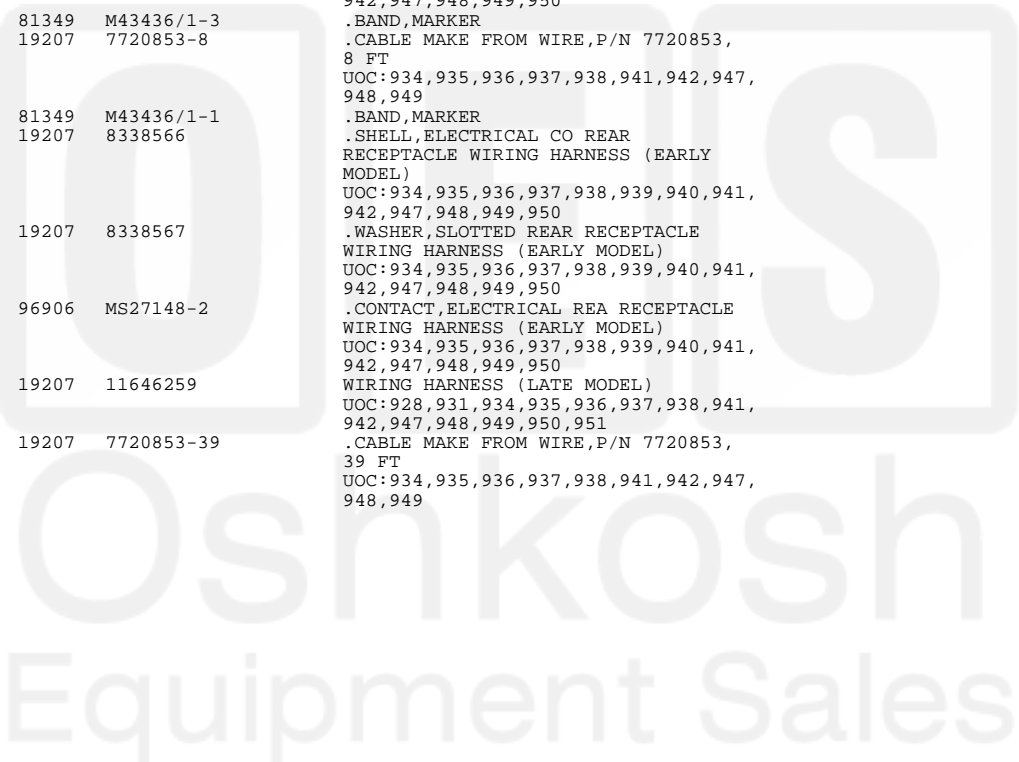 942,947,948,949,950
81349 M43436/1-3 .BAND,MARKER
19207 7720853-8 .CABLE MAKE FROM WIRE,P/N 7720853,
8 FT
UOC:934,935,936,937,938,941,942,947,
948,949
81349 M43436/1-1 .BAND,MARKER
19207 8338566 .SHELL,ELECTRICAL CO REAR
RECEPTACLE WIRING HARNESS (EARLY
MODEL)
UOC:934,935,936,937,938,939,940,941,
942,947,948,949,950
19207 8338567 .WASHER,SLOTTED REAR RECEPTACLE
WIRING HARNESS (EARLY MODEL)
UOC:934,935,936,937,938,939,940,941,
942,947,948,949,950
96906 MS27148-2 .CONTACT,ELECTRICAL REA RECEPTACLE
WIRING HARNESS (EARLY MODEL)
UOC:934,935,936,937,938,939,940,941,
942,947,948,949,950
19207 11646259 WIRING HARNESS (LATE MODEL)
UOC:928,931,934,935,936,937,938,941,
942,947,948,949,950,951
19207 7720853-39 .CABLE MAKE FROM WIRE,P/N 7720853,
39 FT
UOC:934,935,936,937,938,941,942,947,
948,949
OES
Oshkosh
Equipment Sales